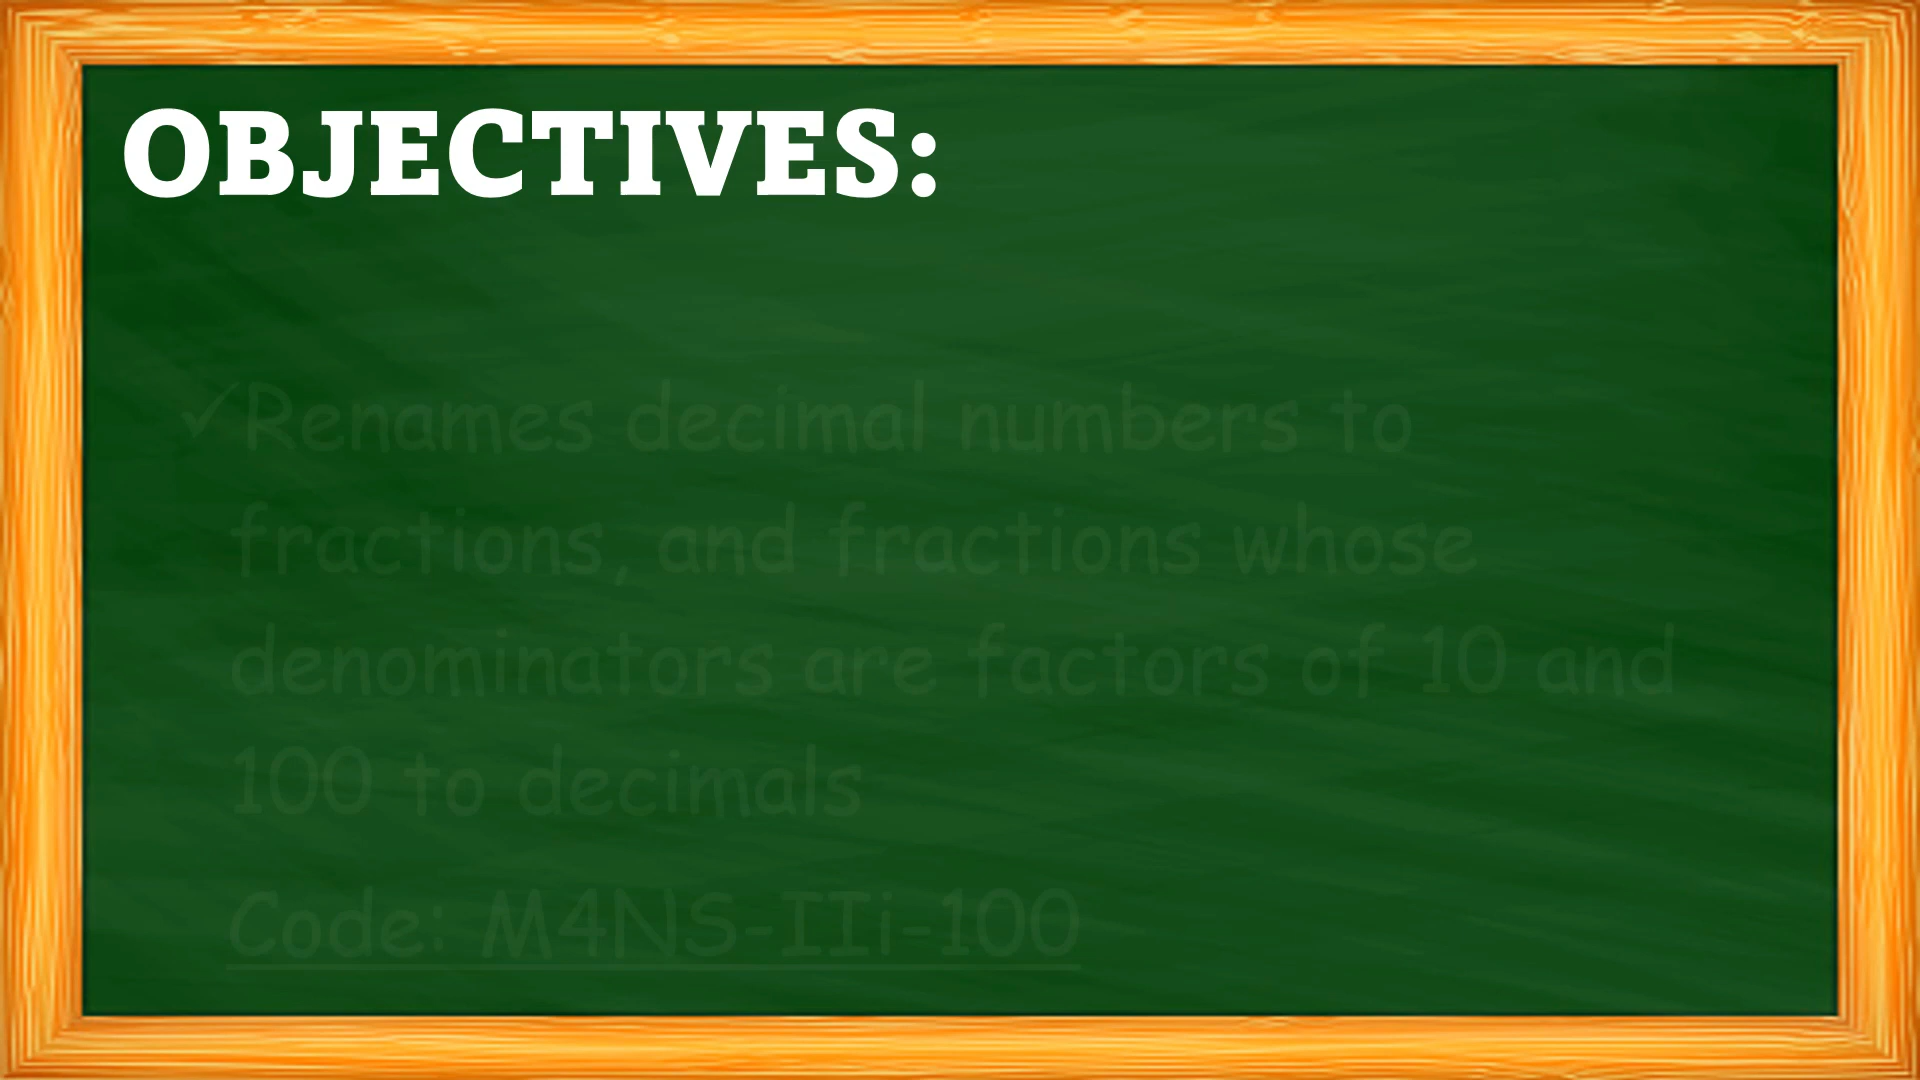 OBJECTIVES:
✓Renames decimal numbers to
fractions, and fractions whose
denominators are factors of 10 and
100 to decimals
Code: M4NS-IIi-100